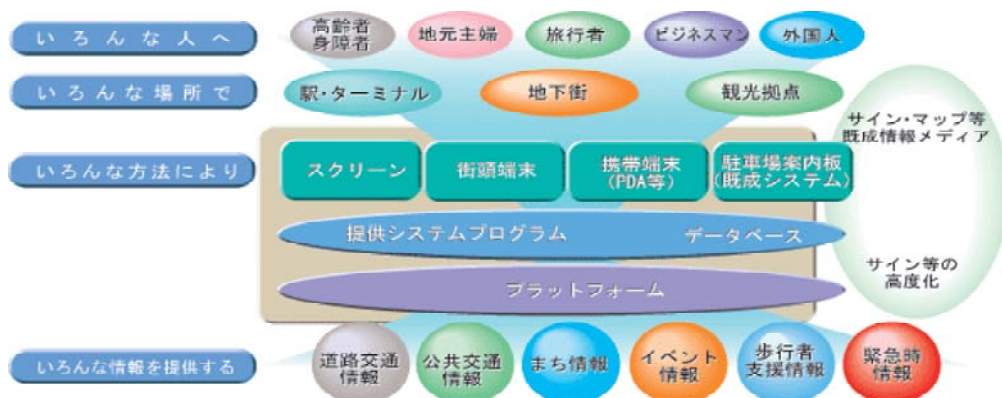 いろんな人へ
高齢者
身障者
地元主婦
旅行者
ビジネスマン
外国人
いろんな場所で
駅・ターミナル
地下街
観光拠点
サイン・マップ等
既成情報メディア
いろんな方法により
スクリーン
街頭端末
携帯端末
(PDA等)
駐車場案内板
(既成システム)
提供システムプログラム
データベース
サイン等の
高度化
プラットフォーム
いろんな情報を提供する
道路交通
情報
公共交通
情報
まち情報
イベント
情報
歩行者
支援情報
緊急時
情報